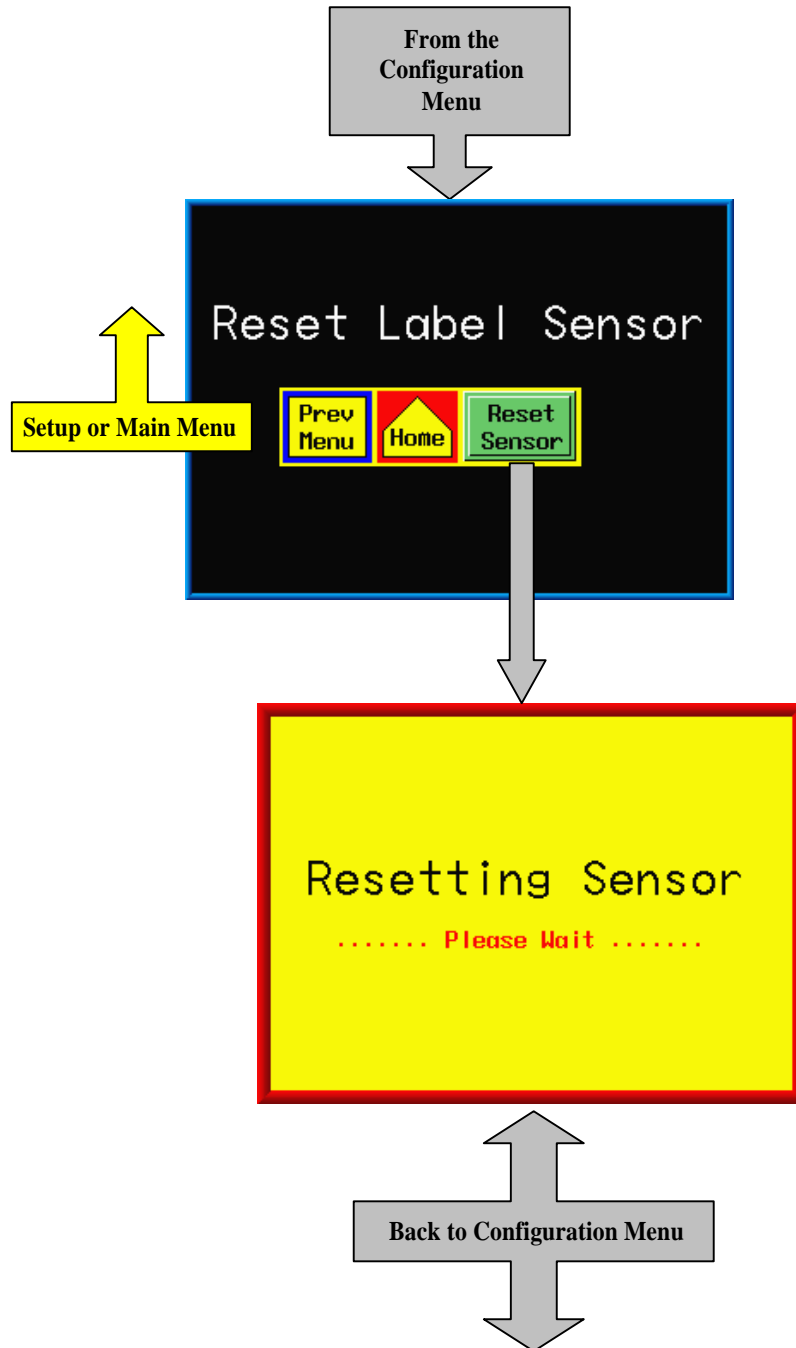 From the
Configuration
Menu
Reset Label Sensor
Setup or Main Menu
Prev
Menu
Home
Reset
Sensor
Resetting Sensor
....... Please Wait .......
Back to Configuration Menu